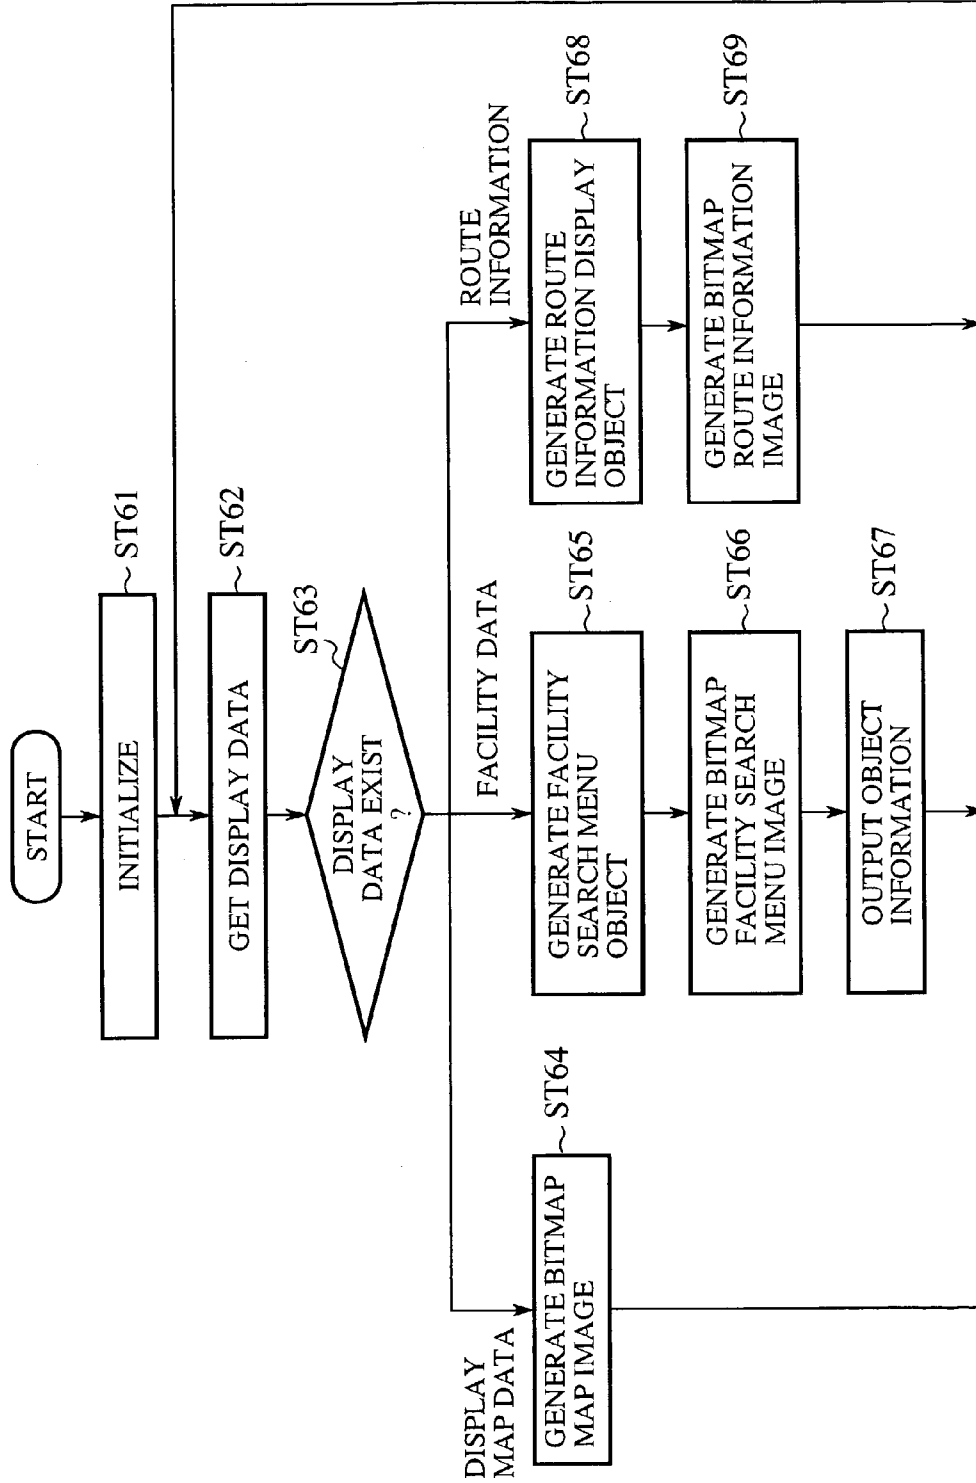 START
INITIALIZE
ST61
GET DISPLAY DATA
ST62
DISPLAY
DATA EXIST
?
ST63
DISPLAY
MAP DATA
GENERATE BITMAP
MAP IMAGE
ST64
FACILITY DATA
GENERATE FACILITY
SEARCH MENU
OBJECT
ST65
GENERATE BITMAP
FACILITY SEARCH
MENU IMAGE
ST66
OUTPUT OBJECT
INFORMATION
ST67
ROUTE
INFORMATION
GENERATE ROUTE
INFORMATION DISPLAY
OBJECT
ST68
GENERATE BITMAP
ROUTE INFORMATION
IMAGE
ST69